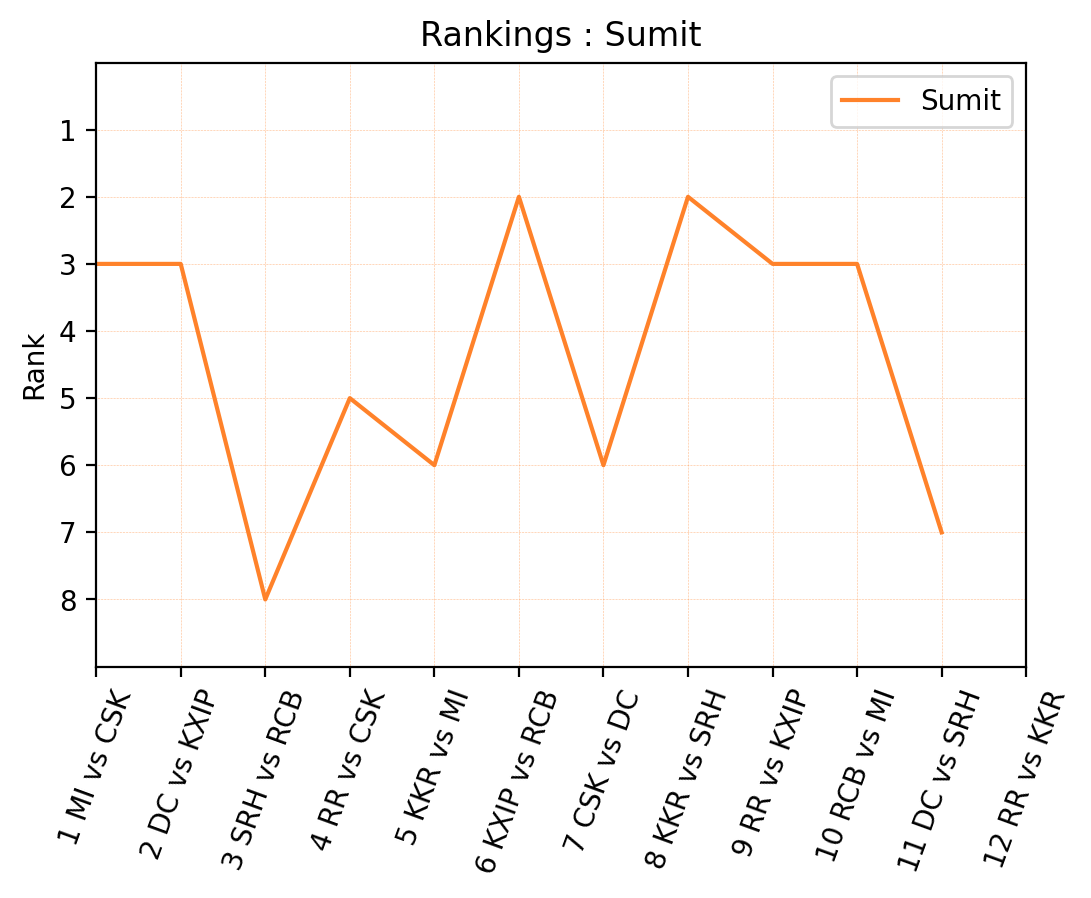 Rankings : Sumit
Sumit
Rank
1
2
3
4
5
6
7
8
1 MI vs CSK
2 DC vs KXIP
3 SRH vs RCB
4 RR vs CSK
5 KKR vs MI
6 KXIP vs RCB
7 CSK vs DC
8 KKR vs SRH
9 RR vs KXIP
10 RCB vs MI
11 DC vs SRH
12 RR vs KKR